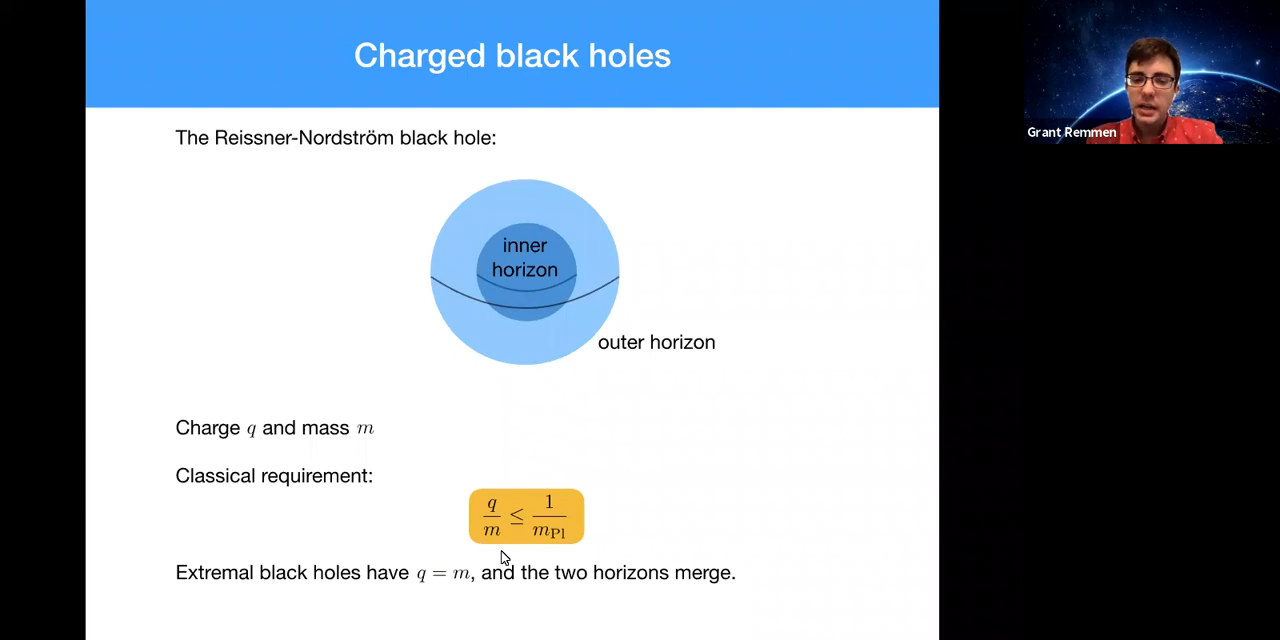 Charged black holes
Grant Remmen
The Reissner-Nordström black hole:
inner
horizon
outer horizon
Charge q and mass m
Classical requirement:
q/m ≤ 1/m_Pl
Extremal black holes have q = m, and the two horizons merge.